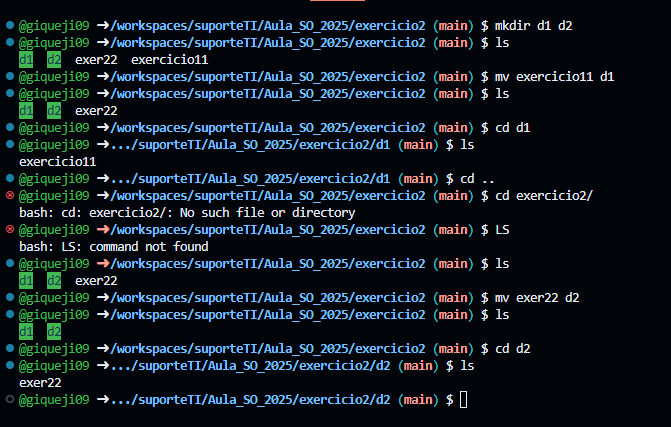 @giqueji09 ➜/workspaces/suporteTI/Aula_SO_2025/exercicio2 (main) $ mkdir d1 d2
@giqueji09 ➜/workspaces/suporteTI/Aula_SO_2025/exercicio2 (main) $ ls
d1 d2 exer22 exercicio11
@giqueji09 ➜/workspaces/suporteTI/Aula_SO_2025/exercicio2 (main) $ mv exercicio11 d1
@giqueji09 ➜/workspaces/suporteTI/Aula_SO_2025/exercicio2 (main) $ ls
d1 d2 exer22
@giqueji09 ➜/workspaces/suporteTI/Aula_SO_2025/exercicio2 (main) $ cd d1
@giqueji09 ➜.../suporteTI/Aula_SO_2025/exercicio2/d1 (main) $ ls
exercicio11
@giqueji09 ➜.../suporteTI/Aula_SO_2025/exercicio2/d1 (main) $ cd ..
@giqueji09 ➜/workspaces/suporteTI/Aula_SO_2025/exercicio2 (main) $ cd exercicio2/
bash: cd: exercicio2/: No such file or directory
@giqueji09 ➜/workspaces/suporteTI/Aula_SO_2025/exercicio2 (main) $ LS
bash: LS: command not found
@giqueji09 ➜/workspaces/suporteTI/Aula_SO_2025/exercicio2 (main) $ ls
d1 d2 exer22
@giqueji09 ➜/workspaces/suporteTI/Aula_SO_2025/exercicio2 (main) $ mv exer22 d2
@giqueji09 ➜/workspaces/suporteTI/Aula_SO_2025/exercicio2 (main) $ ls
d1 d2
@giqueji09 ➜/workspaces/suporteTI/Aula_SO_2025/exercicio2 (main) $ cd d2
@giqueji09 ➜.../suporteTI/Aula_SO_2025/exercicio2/d2 (main) $ ls
exer22
@giqueji09 ➜.../suporteTI/Aula_SO_2025/exercicio2/d2 (main) $